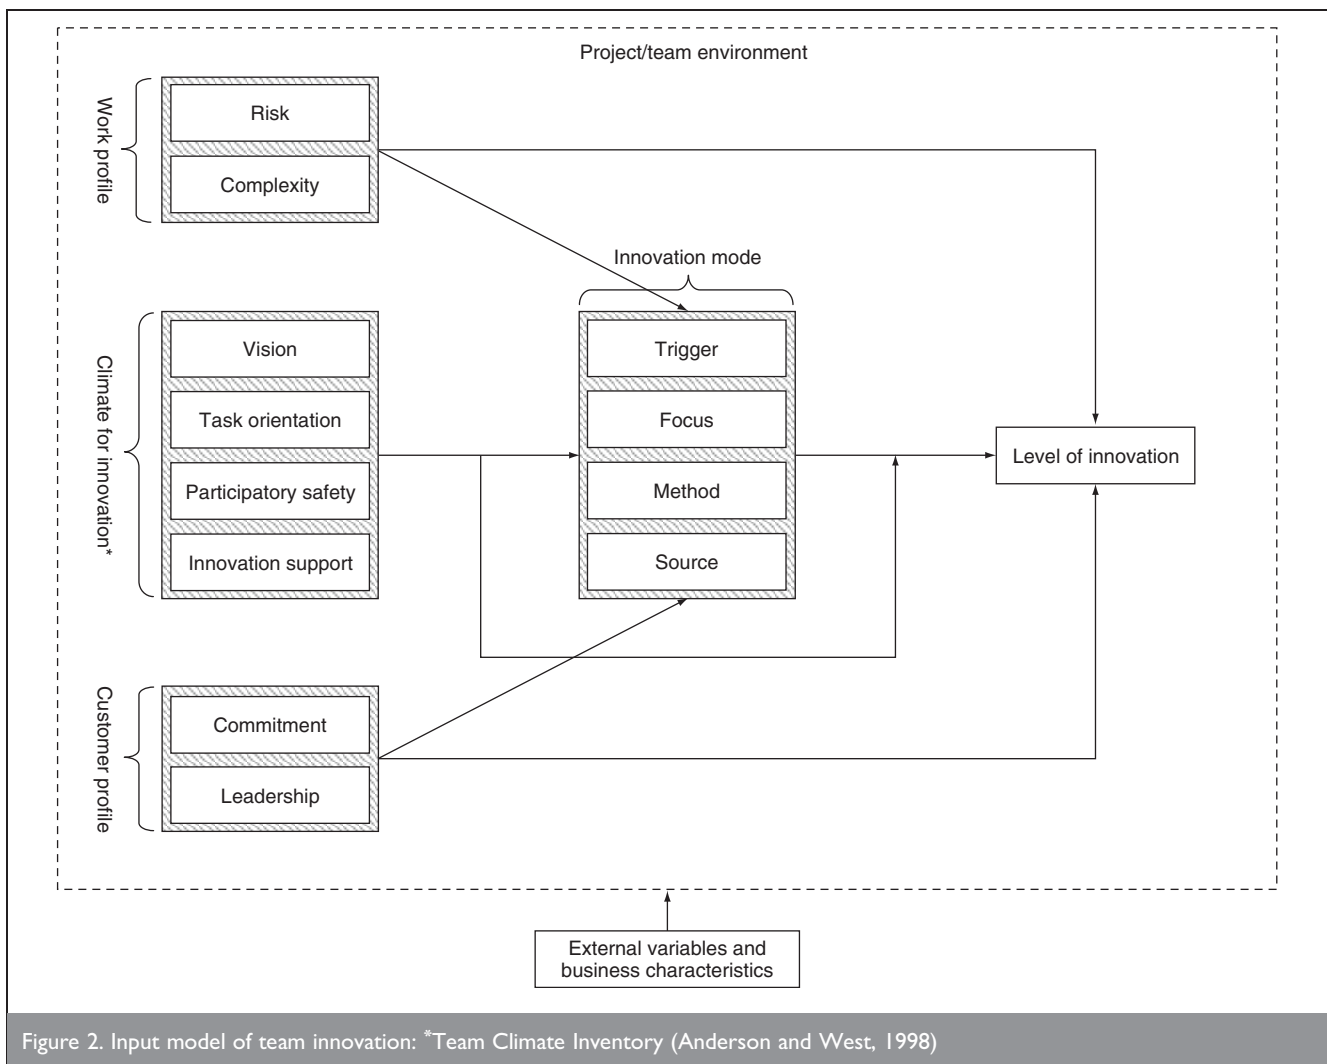 Project/team environment
Work profile
Risk
Complexity
Innovation mode
Climate for innovation*
Vision
Task orientation
Participatory safety
Innovation support
Trigger
Focus
Method
Source
Level of innovation
Customer profile
Commitment
Leadership
External variables and
business characteristics
Figure 2. Input model of team innovation: *Team Climate Inventory (Anderson and West, 1998)